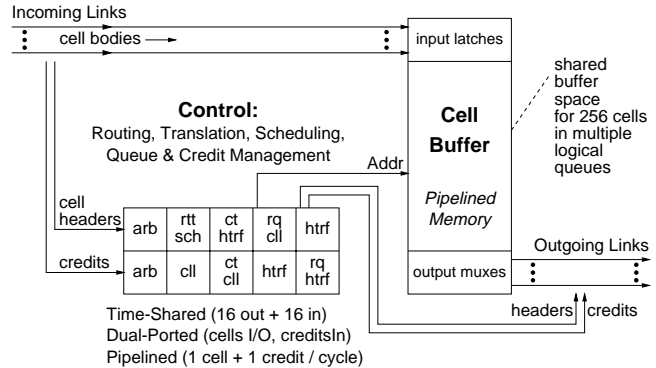 Incoming Links
cell bodies
input latches
shared
buffer
space
for 256 cells
in multiple
logical
queues
Control:
Routing, Translation, Scheduling,
Queue & Credit Management
Cell
Buffer
Addr
Pipelined
Memory
cell
headers
arb
rtt
sch
ct
htrf
rq
cll
htrf
credits
arb
cll
ct
cll
htrf
rq
htrf
output muxes
Outgoing Links
headers
credits
Time-Shared (16 out + 16 in)
Dual-Ported (cells I/O, creditsIn)
Pipelined (1 cell + 1 credit / cycle)